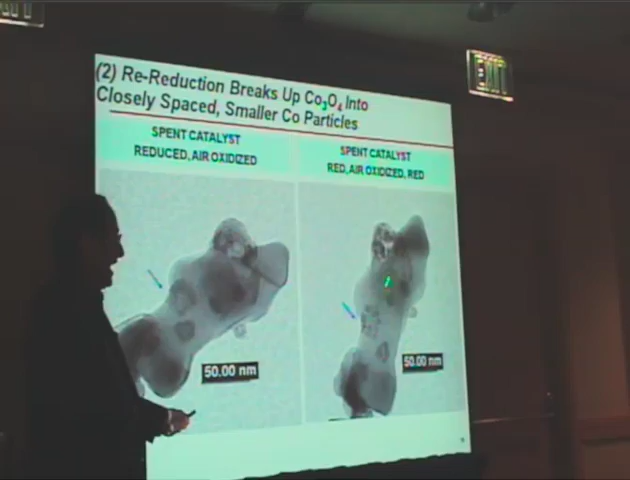 EXIT
(2) Re-Reduction Breaks Up Co3O4 Into
Closely Spaced, Smaller Co Particles
SPENT CATALYST
REDUCED, AIR OXIDIZED
SPENT CATALYST
RED, AIR OXIDIZED, RED
50.00 nm
50.00 nm